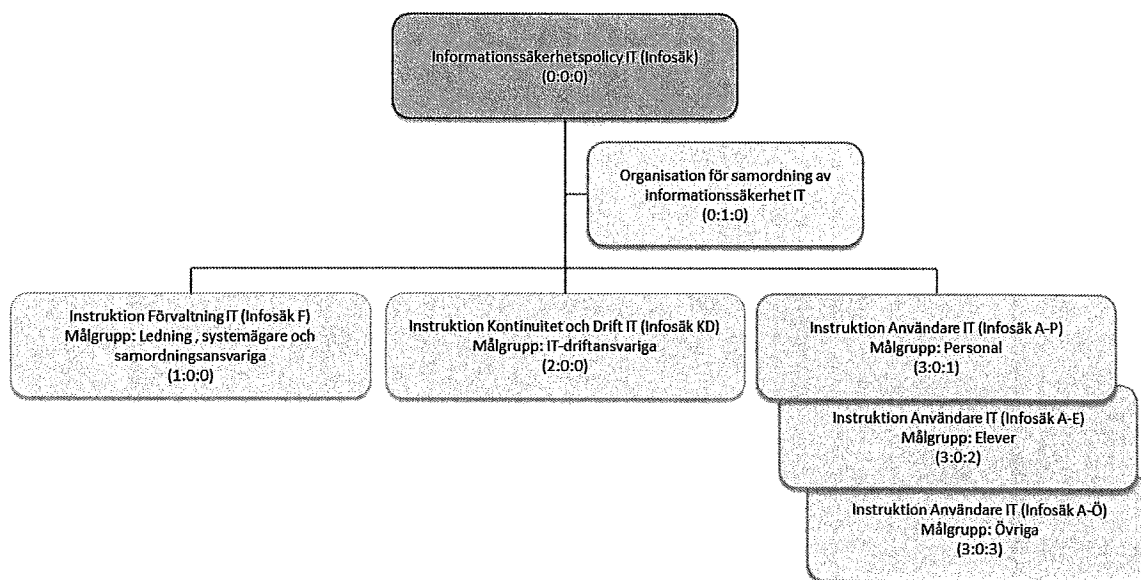 Informationssäkerhetspolicy IT (Infosäk)
(0:0:0)
Organisation för samordning av
informationssäkerhet IT
(0:1:0)
Instruktion Förvaltning IT (Infosäk F)
Målgrupp: Ledning , systemägare och
samordningsansvariga
(1:0:0)
Instruktion Kontinuitet och Drift IT (Infosäk KD)
Målgrupp: IT-driftansvariga
(2:0:0)
Instruktion Användare IT (Infosäk A-P)
Målgrupp: Personal
(3:0:1)
Instruktion Användare IT (Infosäk A-E)
Målgrupp: Elever
(3:0:2)
Instruktion Användare IT (Infosäk A-Ö)
Målgrupp: Övriga
(3:0:3)